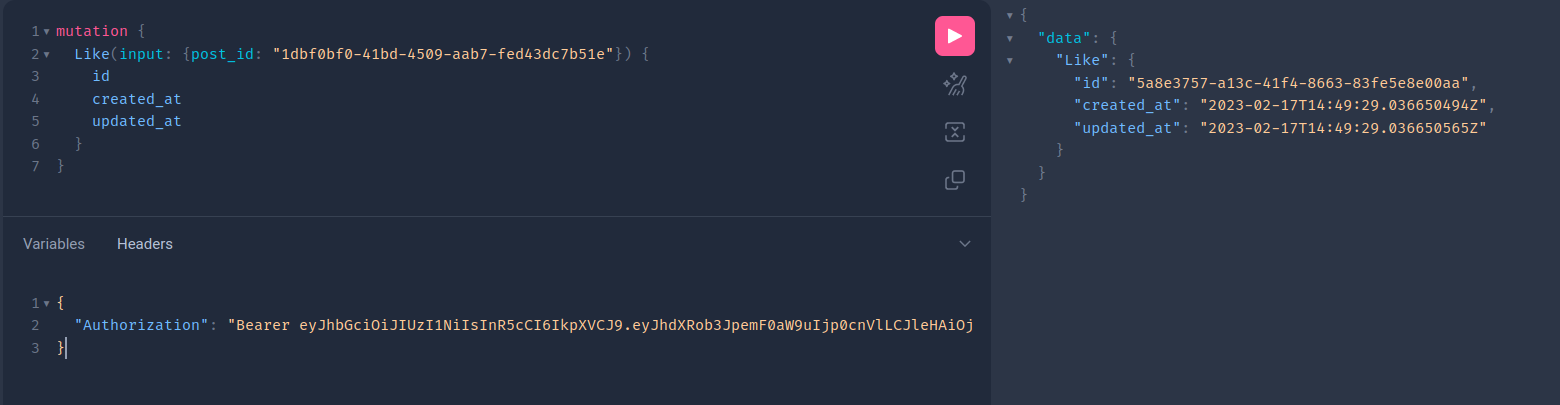 1 mutation {
2 Like(input: {post_id: "1dbf0bf0-41bd-4509-aab7-fed43dc7b51e"}) {
3 id
4 created_at
5 updated_at
6 }
7 }
Variables Headers
1 {
2 "Authorization": "Bearer eyJhbGciOiJIUzI1NiIsInR5cCI6IkpXVCJ9.eyJhdXRob3JpemF0aW9uIjp0cnVlLCJleHAiOj
3 }
{
"data": {
"Like": {
"id": "5a8e3757-a13c-41f4-8663-83fe5e8e00aa",
"created_at": "2023-02-17T14:49:29.036650494Z",
"updated_at": "2023-02-17T14:49:29.036650565Z"
}
}
}